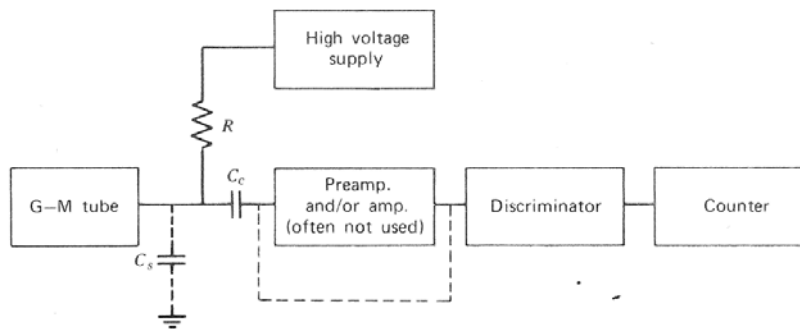 High voltage
supply
R
C_c
G–M tube
Preamp.
and/or amp.
(often not used)
Discriminator
Counter
C_s